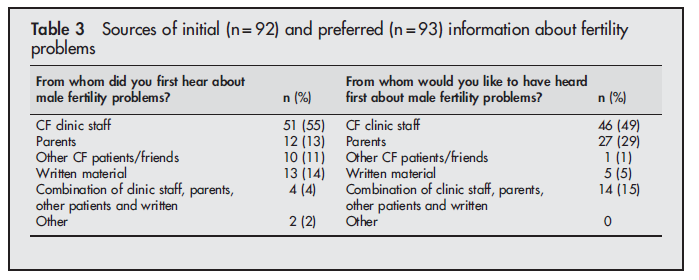 Table 3 Sources of initial (n = 92) and preferred (n = 93) information about fertility
problems
From whom did you first hear about
male fertility problems? n (%)
From whom would you like to have heard
first about male fertility problems? n (%)
CF clinic staff 51 (55) CF clinic staff 46 (49)
Parents 12 (13) Parents 27 (29)
Other CF patients/friends 10 (11) Other CF patients/friends 1 (1)
Written material 13 (14) Written material 5 (5)
Combination of clinic staff, parents, 4 (4) Combination of clinic staff, parents, 14 (15)
other patients and written other patients and written
Other 2 (2) Other 0